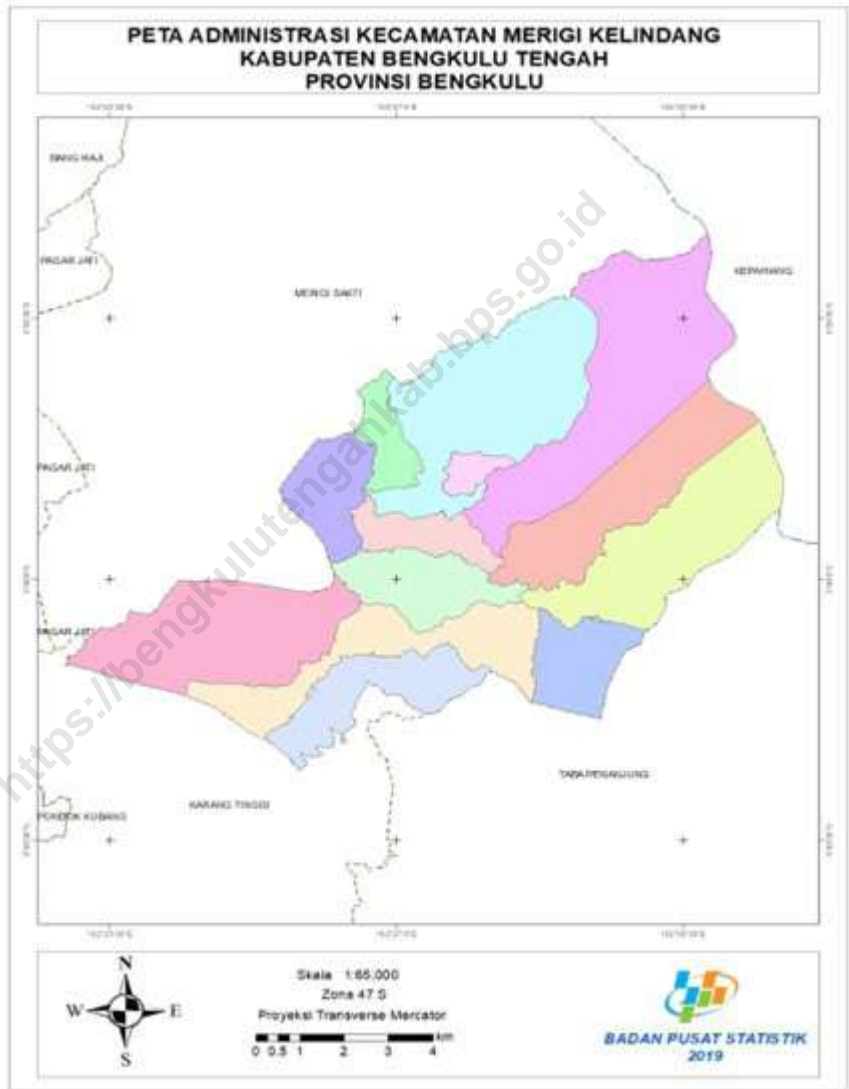 PETA ADMINISTRASI KECAMATAN MERIGI KELINDANG
KABUPATEN BENGKULU TENGAH
PROVINSI BENGKULU
BANG HAJI
PAGAR JATI
KEPAHIANG
MERIGI SAKTI
PAGAR JATI
PAGAR JATI
TABA PENANJUNG
KARANG TINGGI
PONDOK KUBANG
https://bengkulutengahkab.bps.go.id
N
W
E
S
Skala 1:65.000
Zona 47 S
Proyeksi Transverse Mercator
km
0 0.5 1 2 3 4
BADAN PUSAT STATISTIK
2019